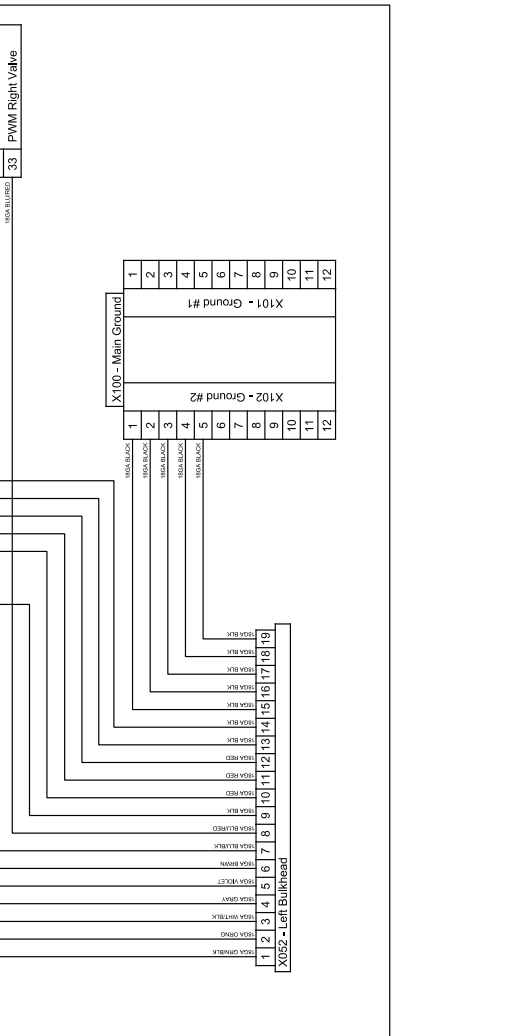 33 PWM Right Valve
18GA BLU/RED
X100 - Main Ground
1 2 3 4 5 6 7 8 9 10 11 12
X101 - Ground #1
X102 - Ground #2
1 2 3 4 5 6 7 8 9 10 11 12
18GA BLACK
18GA BLACK
18GA BLACK
18GA BLACK
18GA BLACK
18GA BLK 19
18GA BLK 18
18GA BLK 17
18GA BLK 16
18GA BLK 15
18GA BLK 14
18GA BLK 13
18GA RED 12
18GA RED 11
18GA RED 10
18GA BLK 9
18GA BLU/RED 8
18GA BLU/BLK 7
18GA BRWN 6
18GA VIOLET 5
18GA GRAY 4
18GA WHT/BLK 3
18GA ORNG 2
18GA GRN/BLK 1
X052 - Left Bulkhead